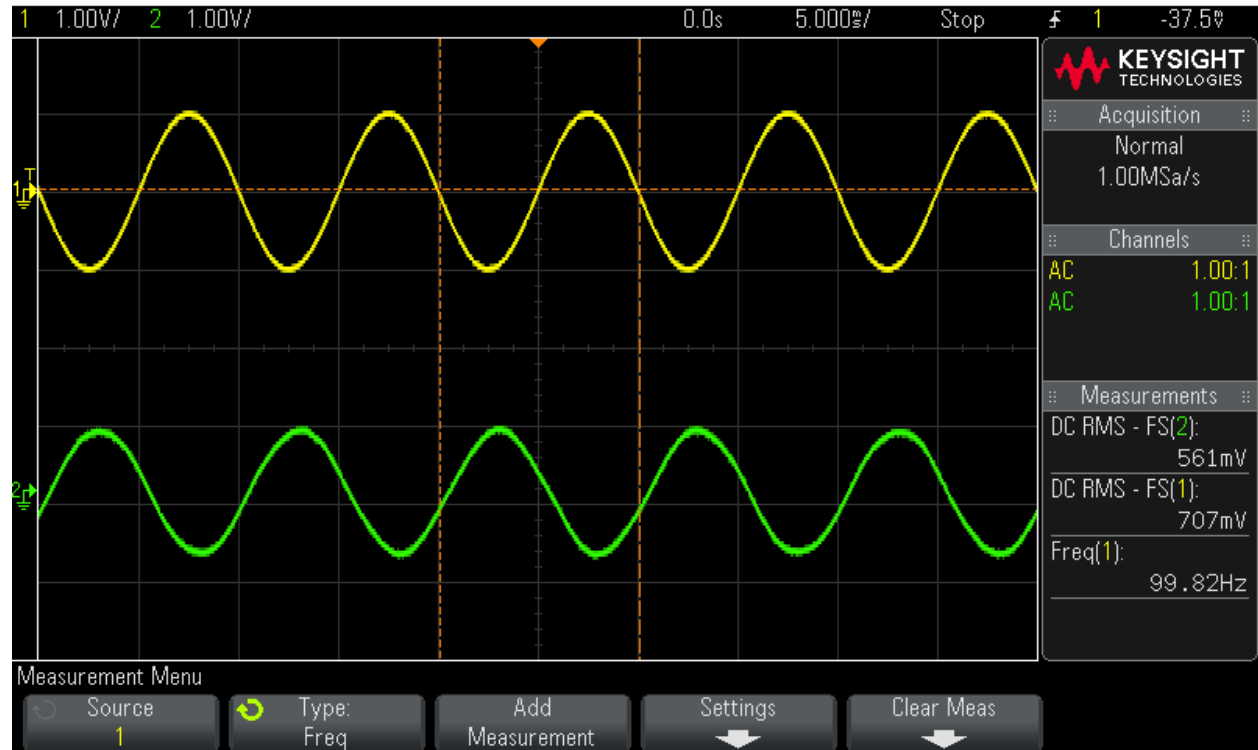 1 1.00V/ 2 1.00V/ 0.0s 5.000ms/ Stop 1 -37.5mV
KEYSIGHT
TECHNOLOGIES
Acquisition
Normal
1.00MSa/s
Channels
AC 1.00:1
AC 1.00:1
Measurements
DC RMS - FS(2):
561mV
DC RMS - FS(1):
707mV
Freq(1):
99.82Hz
T
1
2
Measurement Menu
Source
1
Type:
Freq
Add
Measurement
Settings
Clear Meas